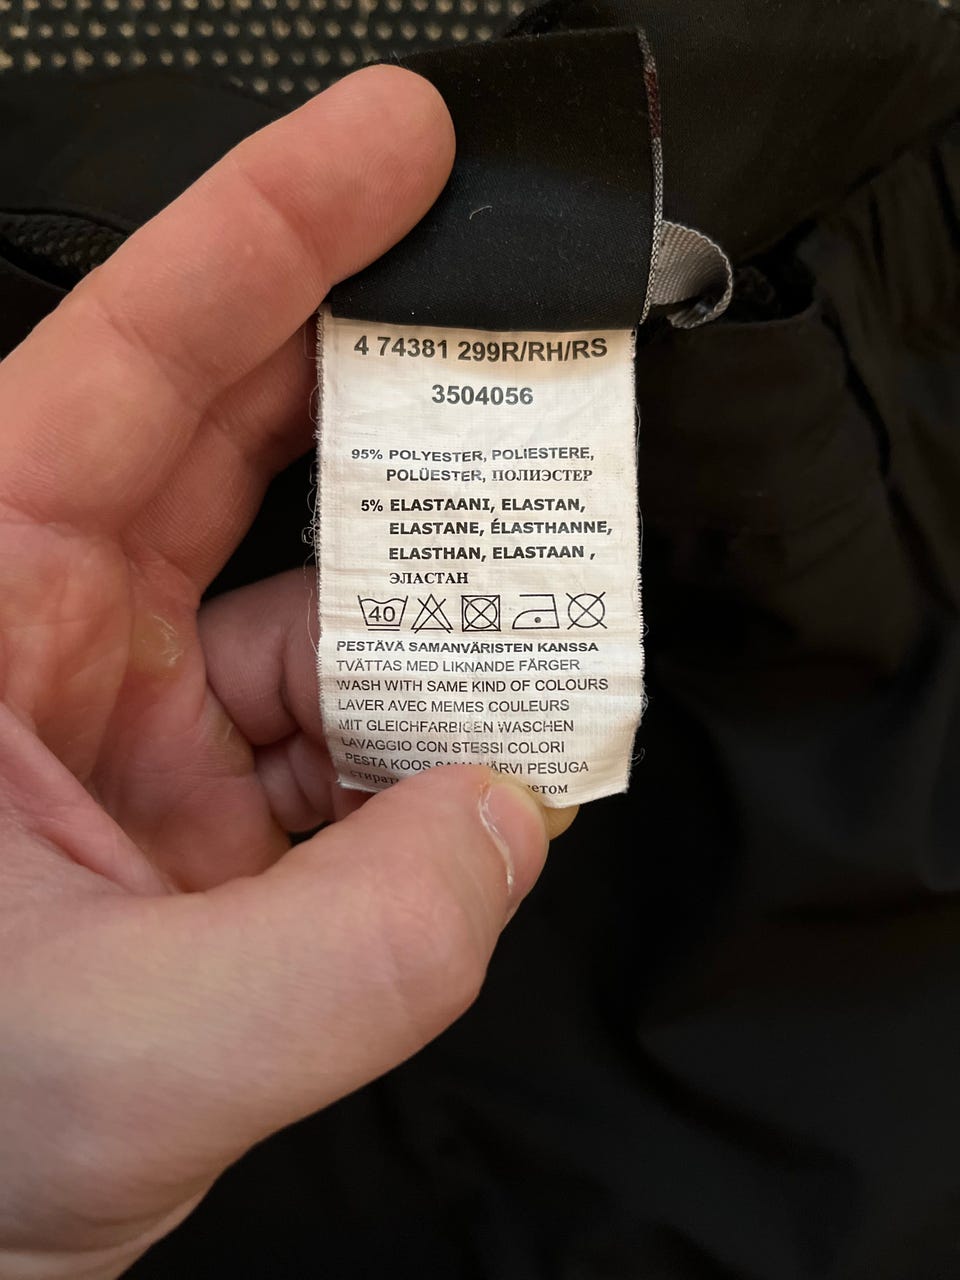 4 74381 299R/RH/RS
3504056
95% POLYESTER, POLIESTERE,
POLÜESTER, ПОЛИЭСТЕР
5% ELASTAANI, ELASTAN,
ELASTANE, ÉLASTHANNE,
ELASTHAN, ELASTAAN ,
ЭЛАСТАН
40
PESTÄVÄ SAMANVÄRISTEN KANSSA
TVÄTTAS MED LIKNANDE FÄRGER
WASH WITH SAME KIND OF COLOURS
LAVER AVEC MEMES COULEURS
MIT GLEICHFARBIGEN WASCHEN
LAVAGGIO CON STESSI COLORI
PESTA KOOS PESUGA